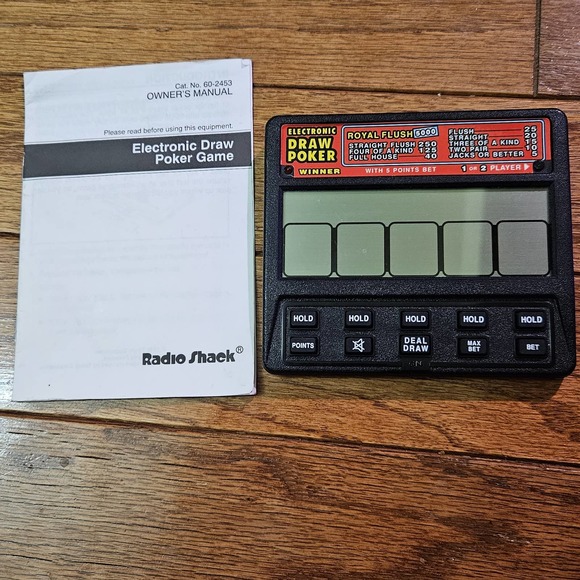 Cat. No. 60-2453
OWNER'S MANUAL
Please read before using this equipment.
Electronic Draw
Poker Game
Radio Shack®
ELECTRONIC
DRAW
POKER
WINNER
ROYAL FLUSH 5000
STRAIGHT FLUSH 250
FOUR OF A KIND 125
FULL HOUSE 40
FLUSH 25
STRAIGHT 20
THREE OF A KIND 15
TWO PAIR 10
JACKS OR BETTER 5
WITH 5 POINTS BET
1 OR 2 PLAYER
HOLD HOLD HOLD HOLD HOLD
POINTS
DEAL
DRAW
MAX
BET
BET
ON